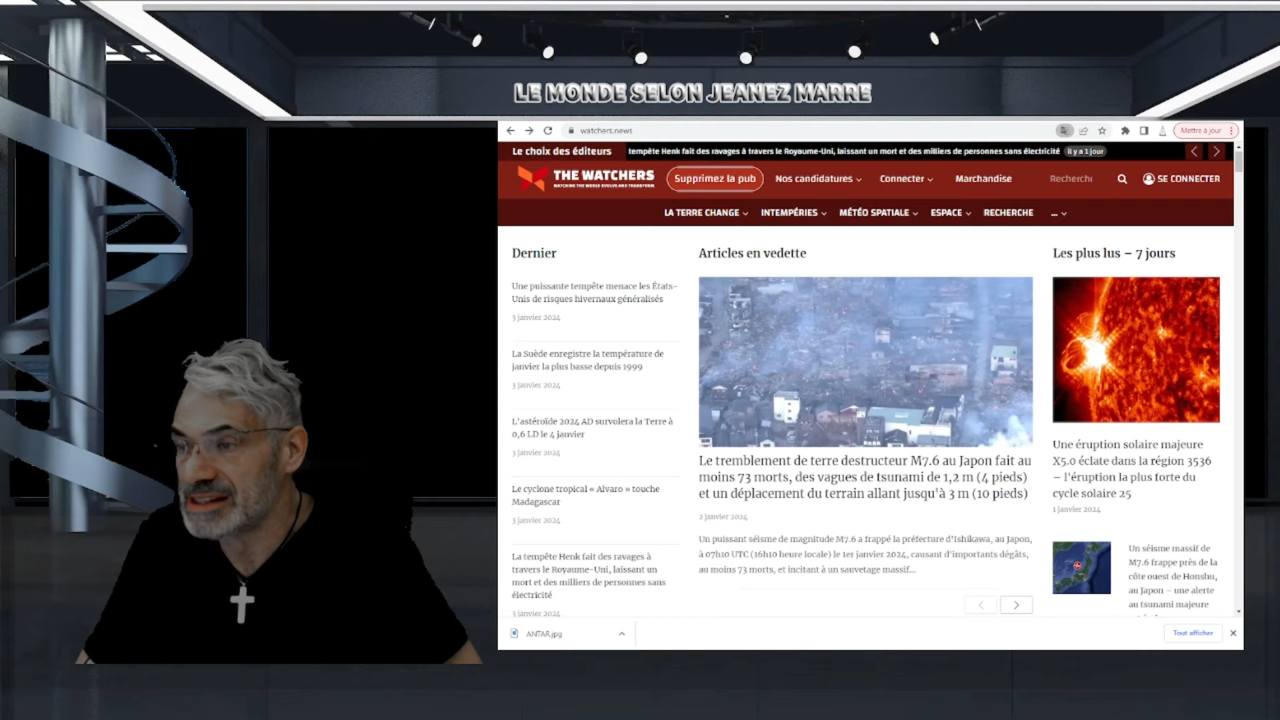 LE MONDE SELON JEANEZ MARRE
watchers.news
Mettre à jour
Le choix des éditeurs
tempête Henk fait des ravages à travers le Royaume-Uni, laissant un mort et des milliers de personnes sans électricité
il y a 1 jour
THE WATCHERS
WATCHING THE WORLD EVOLVE AND TRANSFORM
Supprimez la pub
Nos candidatures
Connecter
Marchandise
Recherche
SE CONNECTER
LA TERRE CHANGE
INTEMPÉRIES
MÉTÉO SPATIALE
ESPACE
RECHERCHE
...
Dernier
Une puissante tempête menace les États-
Unis de risques hivernaux généralisés
3 janvier 2024
La Suède enregistre la température de
janvier la plus basse depuis 1999
3 janvier 2024
L'astéroïde 2024 AD survolera la Terre à
0,6 LD le 4 janvier
3 janvier 2024
Le cyclone tropical « Alvaro » touche
Madagascar
3 janvier 2024
La tempête Henk fait des ravages à
travers le Royaume-Uni, laissant un
mort et des milliers de personnes sans
électricité
3 janvier 2024
Articles en vedette
Le tremblement de terre destructeur M7.6 au Japon fait au
moins 73 morts, des vagues de tsunami de 1,2 m (4 pieds)
et un déplacement du terrain allant jusqu'à 3 m (10 pieds)
2 janvier 2024
Un puissant séisme de magnitude M7.6 a frappé la préfecture d'Ishikawa, au Japon,
à 07h10 UTC (16h10 heure locale) le 1er janvier 2024, causant d'importants dégâts,
au moins 73 morts, et incitant à un sauvetage massif...
Les plus lus – 7 jours
Une éruption solaire majeure
X5.0 éclate dans la région 3536
– l'éruption la plus forte du
cycle solaire 25
1 janvier 2024
Un séisme massif de
M7.6 frappe près de la
côte ouest de Honshu,
au Japon – une alerte
au tsunami majeure
ANTAR.jpg
Tout afficher